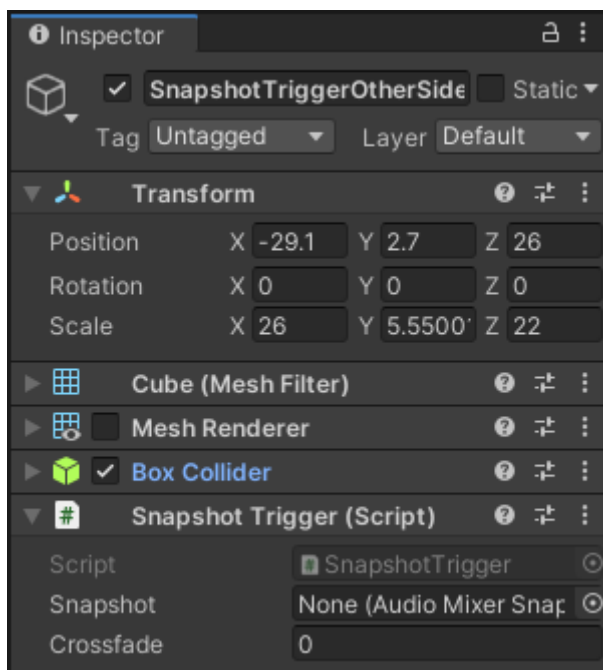 Inspector
SnapshotTriggerOtherSide Static
Tag Untagged Layer Default
Transform
Position X -29.1 Y 2.7 Z 26
Rotation X 0 Y 0 Z 0
Scale X 26 Y 5.5500 Z 22
Cube (Mesh Filter)
Mesh Renderer
Box Collider
# Snapshot Trigger (Script)
Script # SnapshotTrigger
Snapshot None (Audio Mixer Snap
Crossfade 0